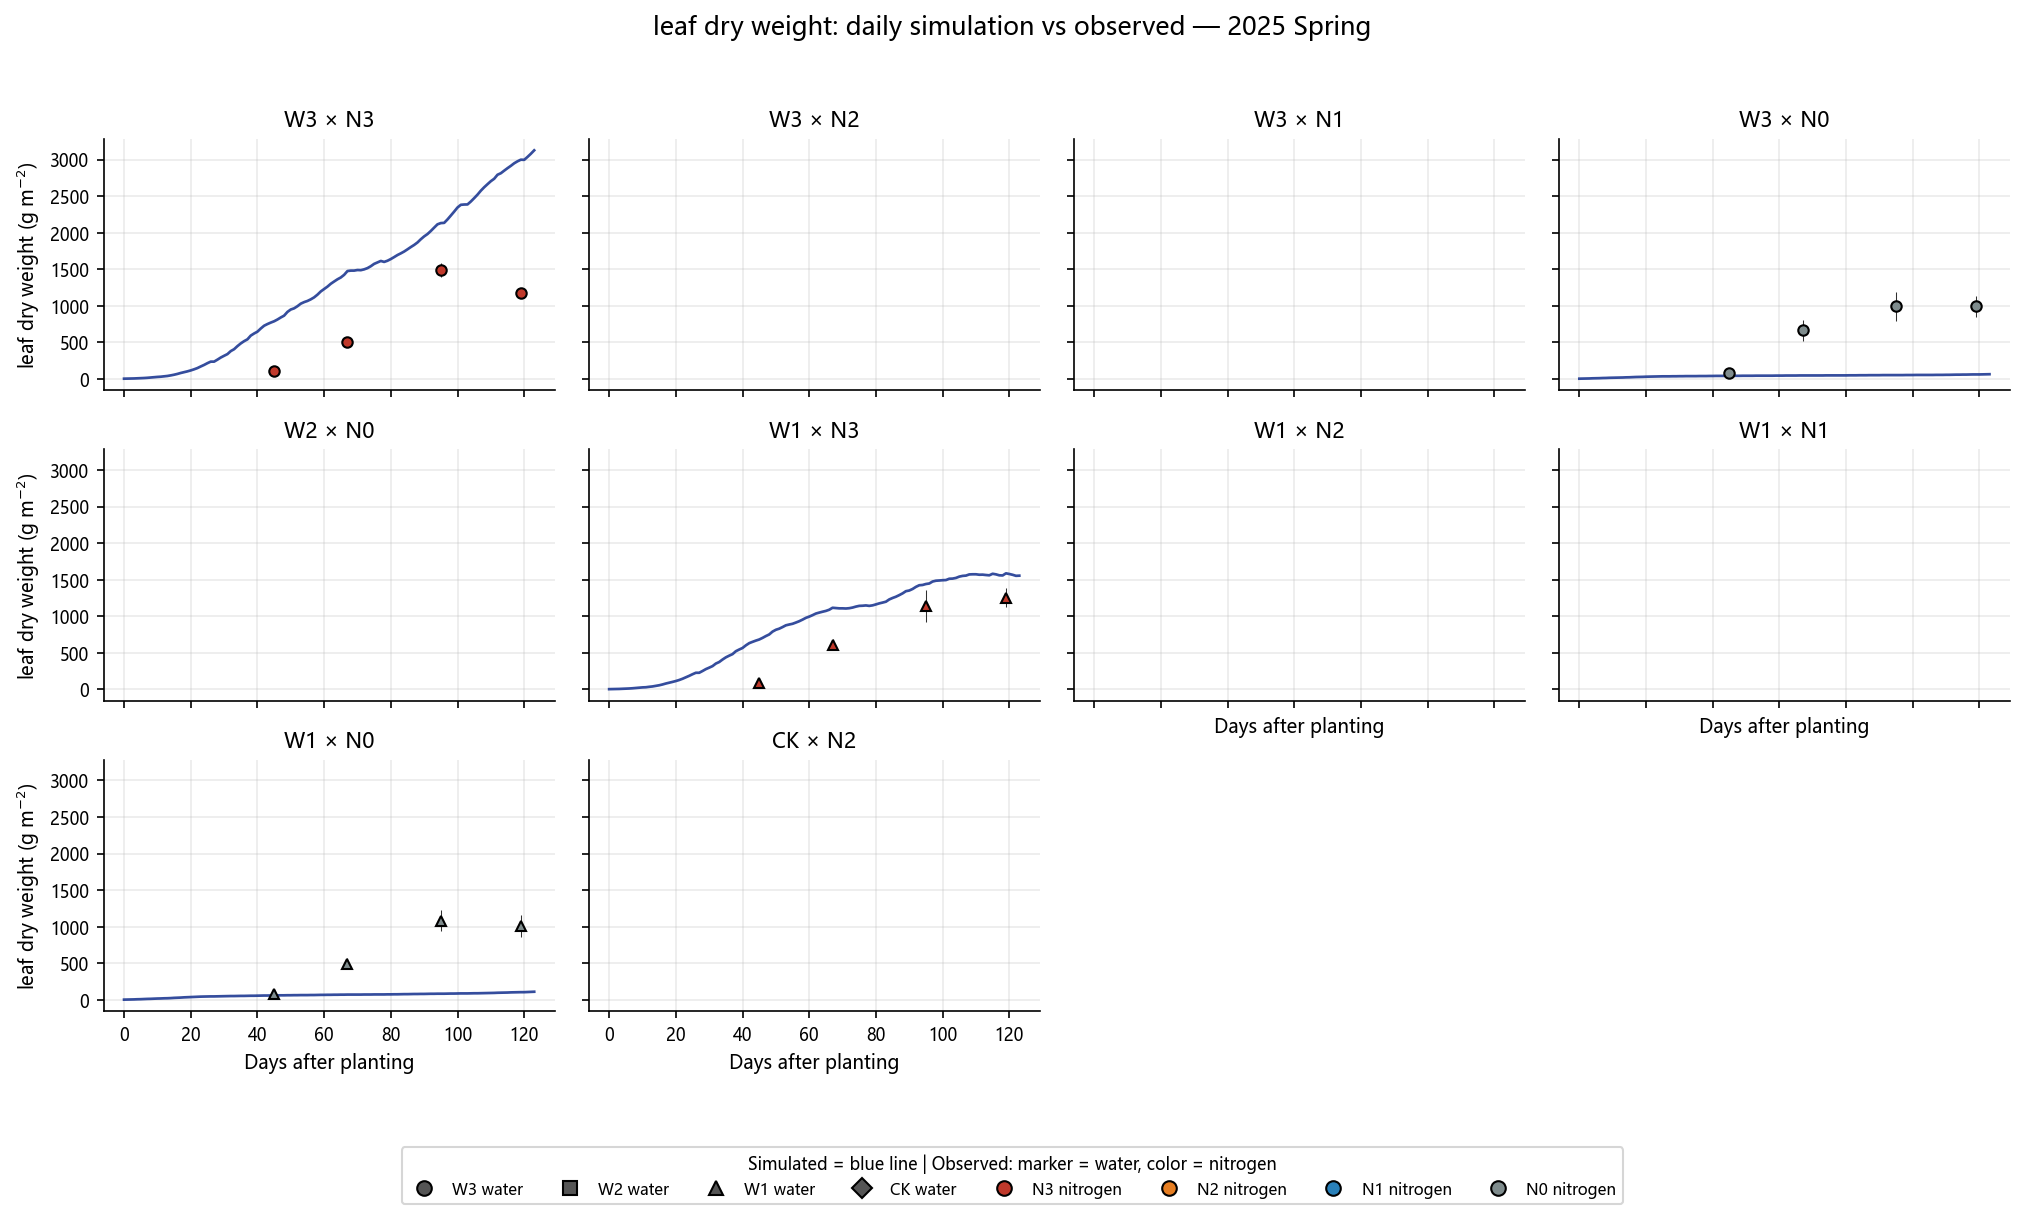 leaf dry weight: daily simulation vs observed — 2025 Spring
W3 × N3
W3 × N2
W3 × N1
W3 × N0
leaf dry weight (g m⁻²)
3000
2500
2000
1500
1000
500
0
W2 × N0
W1 × N3
W1 × N2
W1 × N1
leaf dry weight (g m⁻²)
3000
2500
2000
1500
1000
500
0
Days after planting
Days after planting
W1 × N0
CK × N2
leaf dry weight (g m⁻²)
3000
2500
2000
1500
1000
500
0
0 20 40 60 80 100 120
0 20 40 60 80 100 120
Days after planting
Days after planting
Simulated = blue line | Observed: marker = water, color = nitrogen
W3 water W2 water W1 water CK water N3 nitrogen N2 nitrogen N1 nitrogen N0 nitrogen